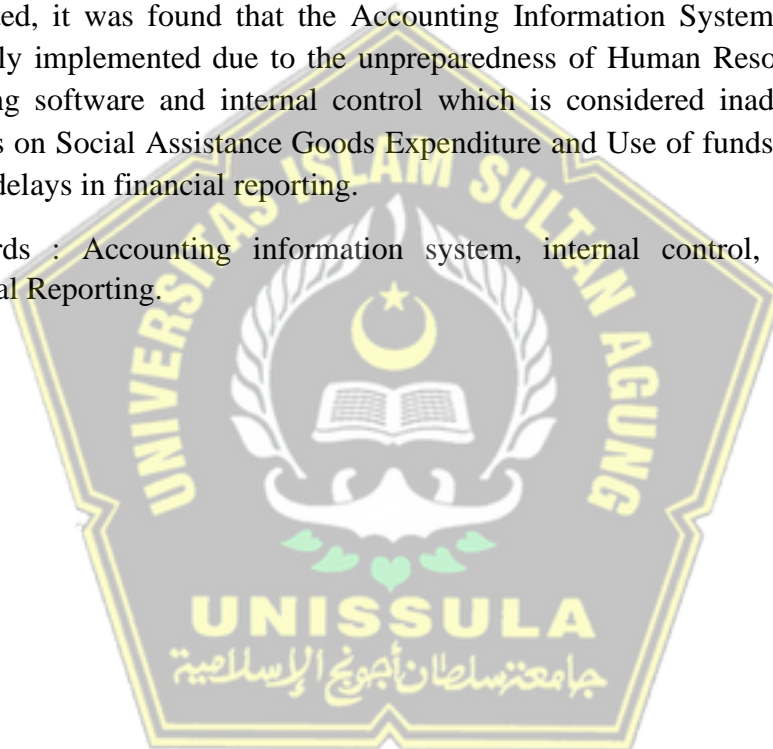 ed, it was found that the Accounting Information System
ly implemented due to the unpreparedness of Human Reso
ng software and internal control which is considered inad
s on Social Assistance Goods Expenditure and Use of funds
delays in financial reporting.
rds : Accounting information system, internal control,
al Reporting.
UNIVERSITAS ISLAM SULTAN AGUNG
UNISSULA
جامعة سلطان أجونج الإسلامية